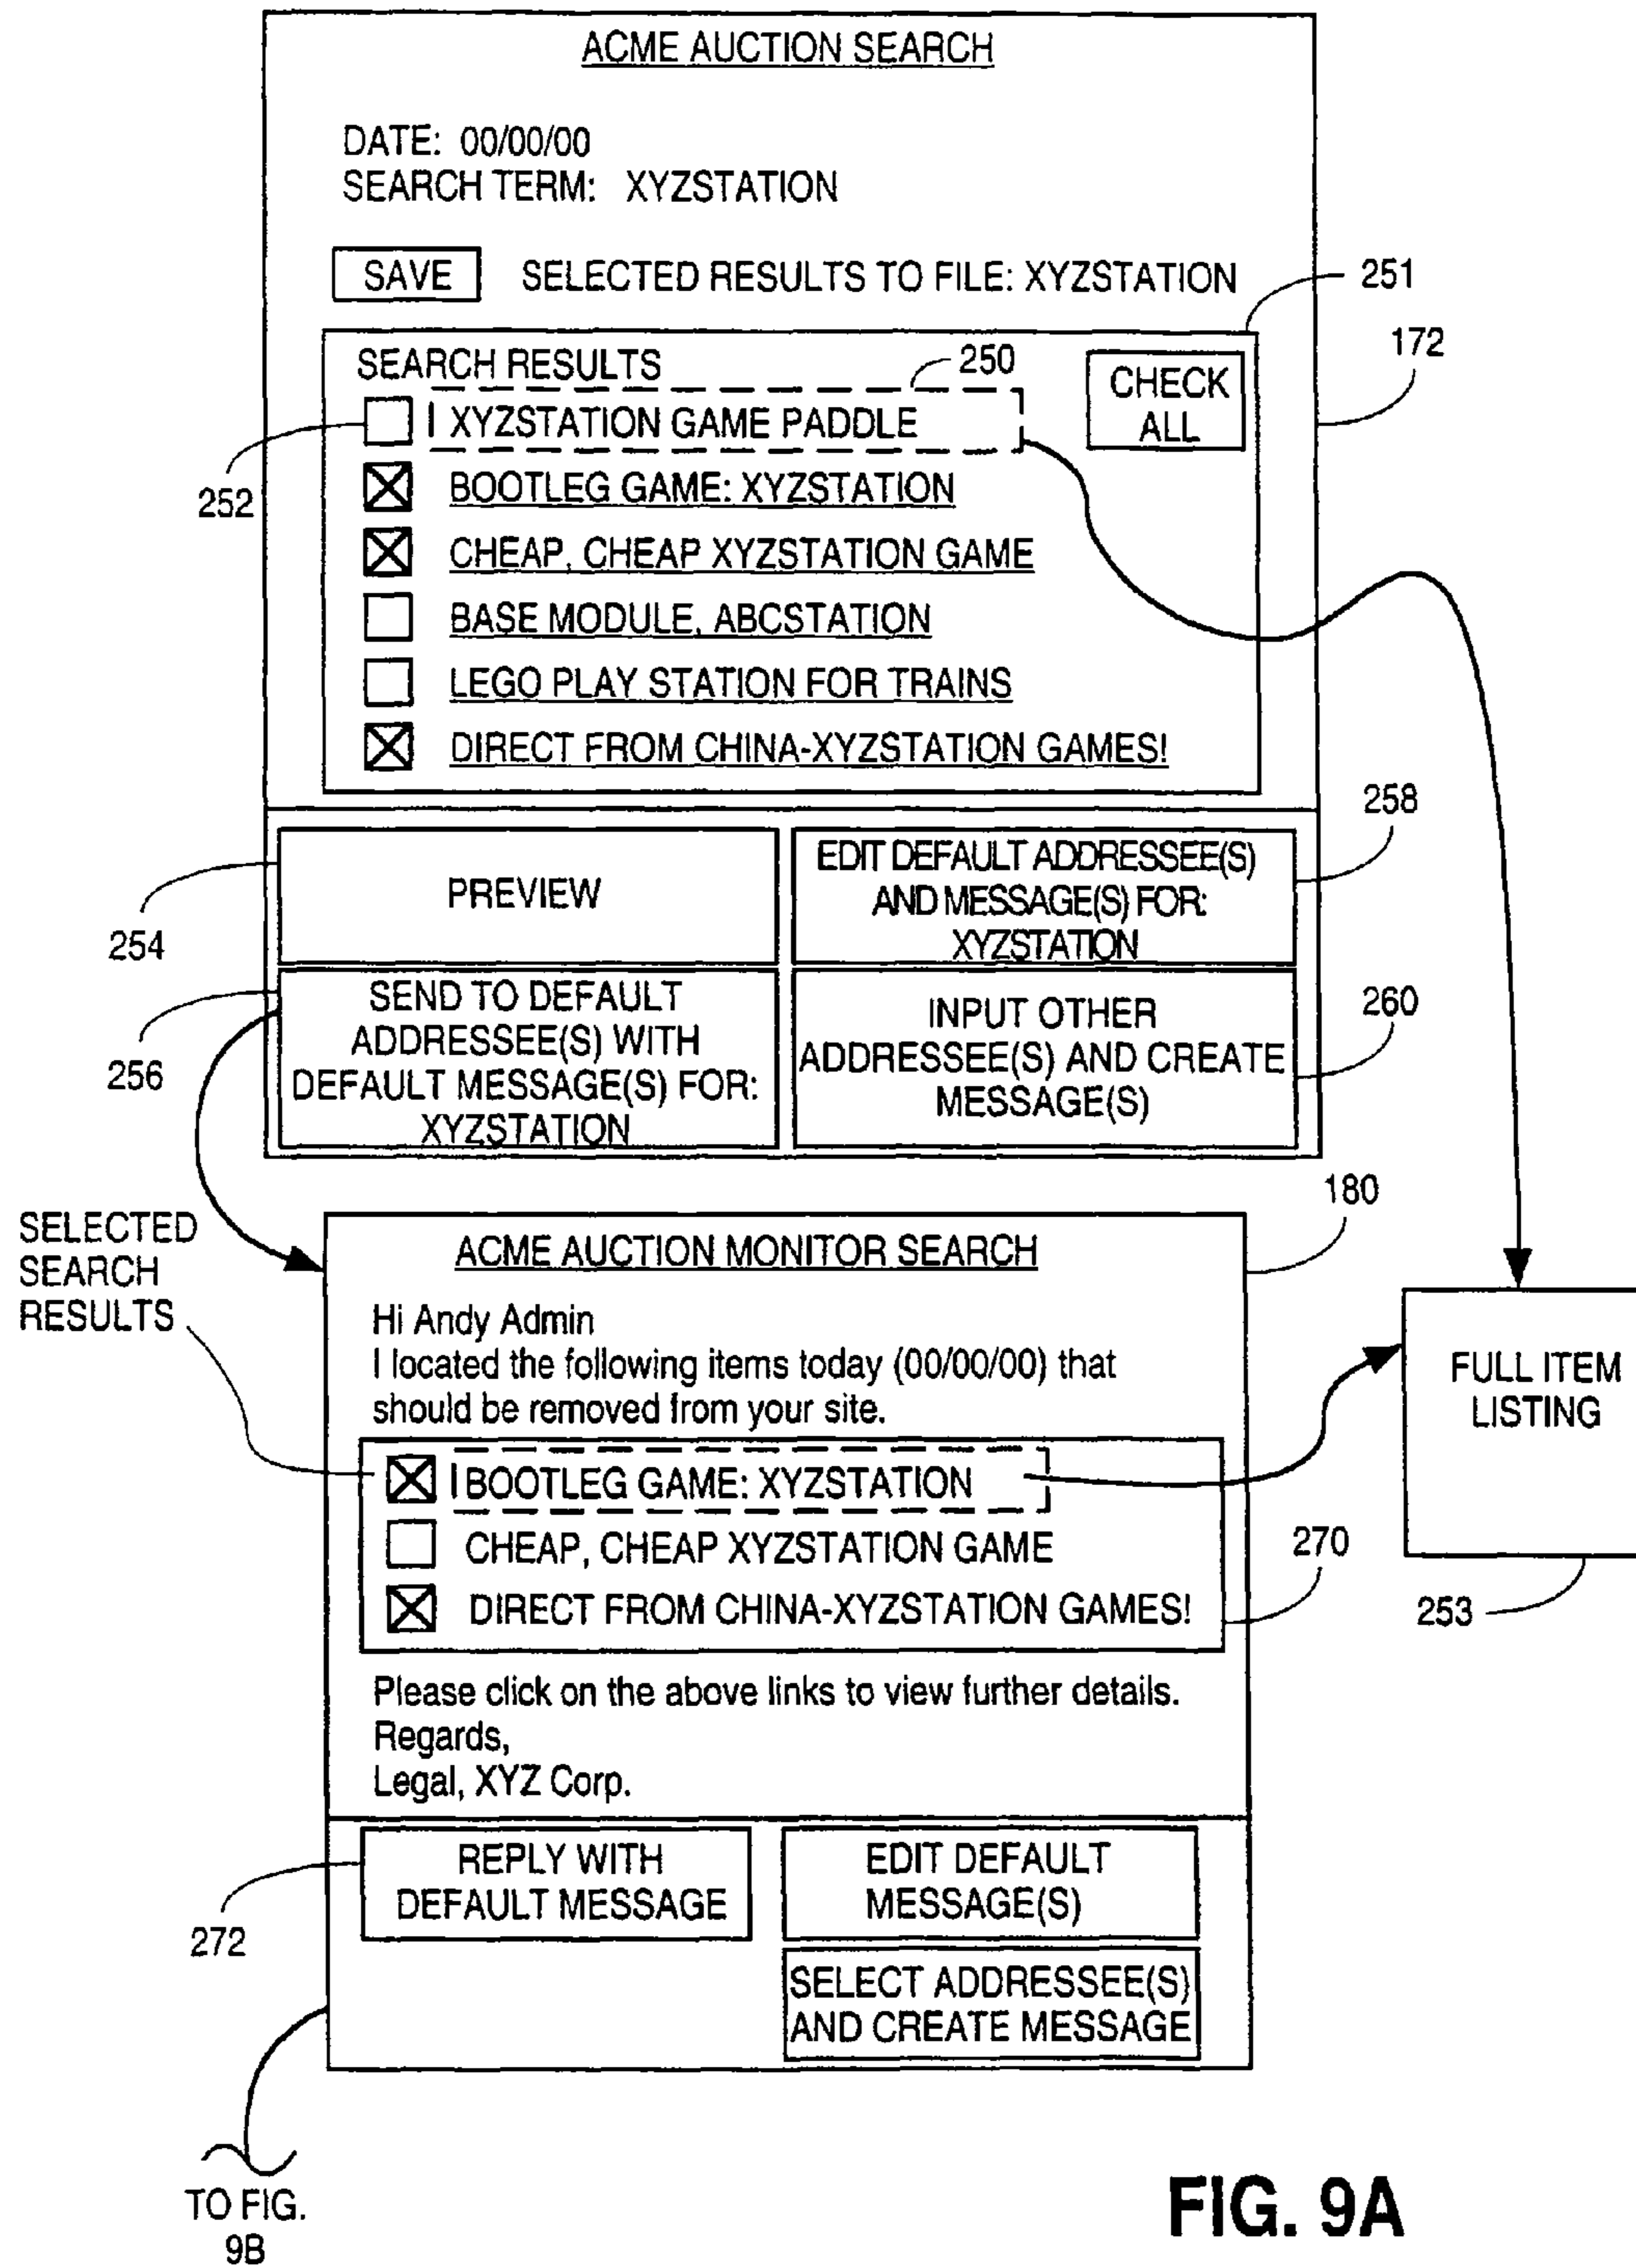 ACME AUCTION SEARCH
DATE: 00/00/00
SEARCH TERM: XYZSTATION
SAVE SELECTED RESULTS TO FILE: XYZSTATION
251
172
SEARCH RESULTS
250
CHECK
ALL
XYZSTATION GAME PADDLE
252
BOOTLEG GAME: XYZSTATION
CHEAP, CHEAP XYZSTATION GAME
BASE MODULE, ABCSTATION
LEGO PLAY STATION FOR TRAINS
DIRECT FROM CHINA-XYZSTATION GAMES!
258
PREVIEW
254
EDIT DEFAULT ADDRESSEE(S)
AND MESSAGE(S) FOR:
XYZSTATION
SEND TO DEFAULT
ADDRESSEE(S) WITH
DEFAULT MESSAGE(S) FOR:
XYZSTATION
256
INPUT OTHER
ADDRESSEE(S) AND CREATE
MESSAGE(S)
260
180
SELECTED
SEARCH
RESULTS
ACME AUCTION MONITOR SEARCH
Hi Andy Admin
I located the following items today (00/00/00) that
should be removed from your site.
BOOTLEG GAME: XYZSTATION
CHEAP, CHEAP XYZSTATION GAME
DIRECT FROM CHINA-XYZSTATION GAMES!
270
FULL ITEM
LISTING
253
Please click on the above links to view further details.
Regards,
Legal, XYZ Corp.
REPLY WITH
DEFAULT MESSAGE
272
EDIT DEFAULT
MESSAGE(S)
SELECT ADDRESSEE(S)
AND CREATE MESSAGE
TO FIG.
9B
FIG. 9A